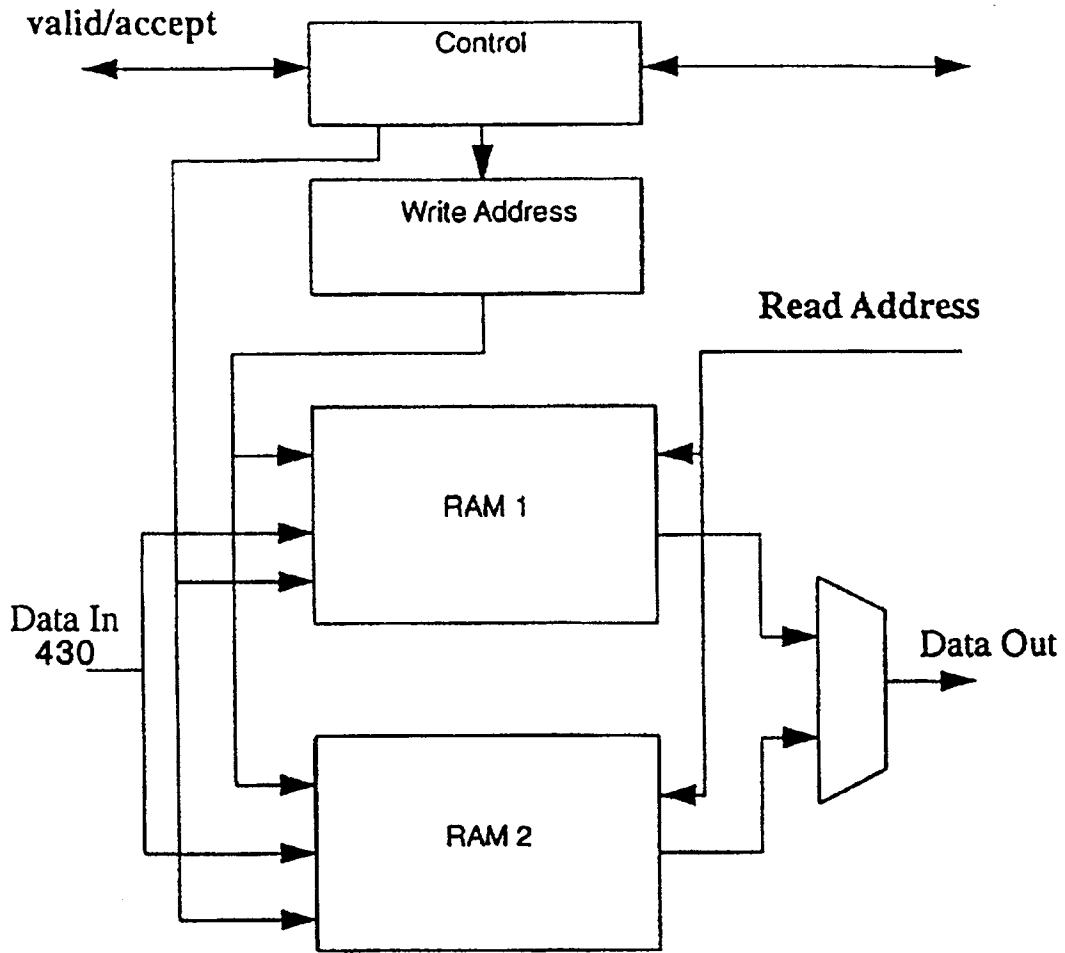 valid/accept
Control
Write Address
Read Address
RAM 1
Data In
430
Data Out
RAM 2